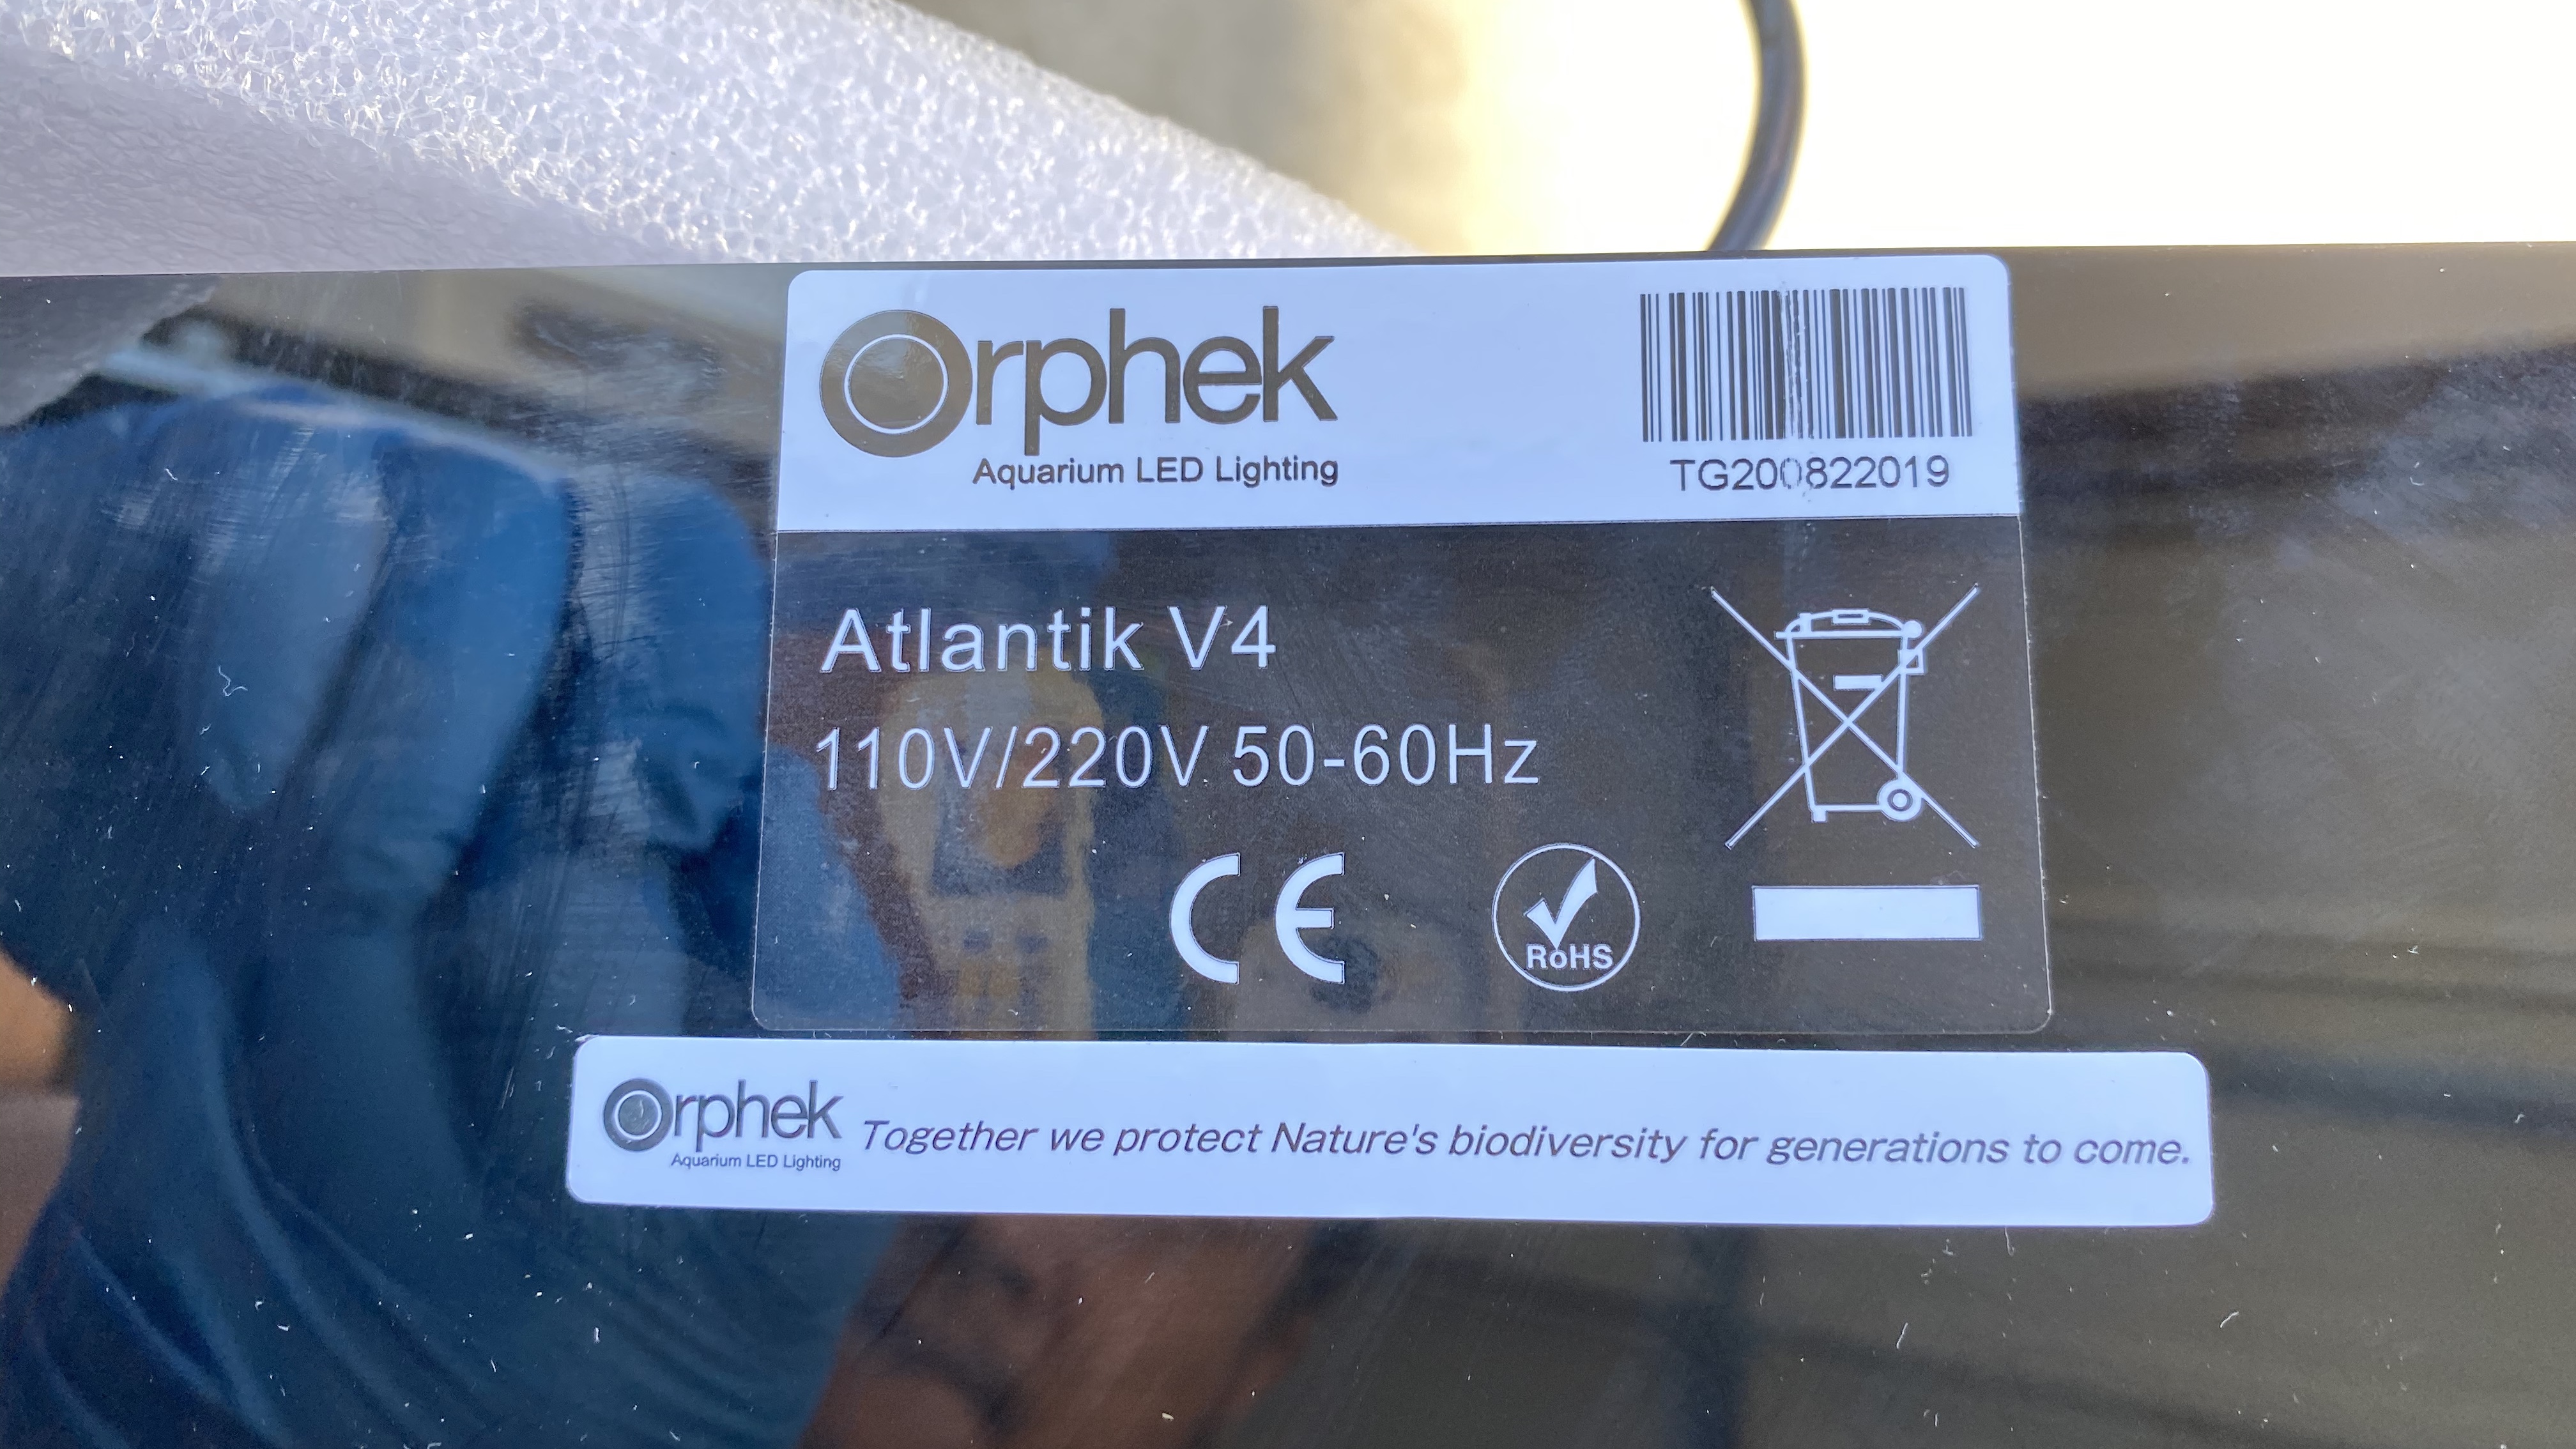 Orphek
Aquarium LED Lighting
TG200822019
Atlantik V4
110V/220V 50-60Hz
CE
RoHS
Orphek
Aquarium LED Lighting
Together we protect Nature's biodiversity for generations to come.